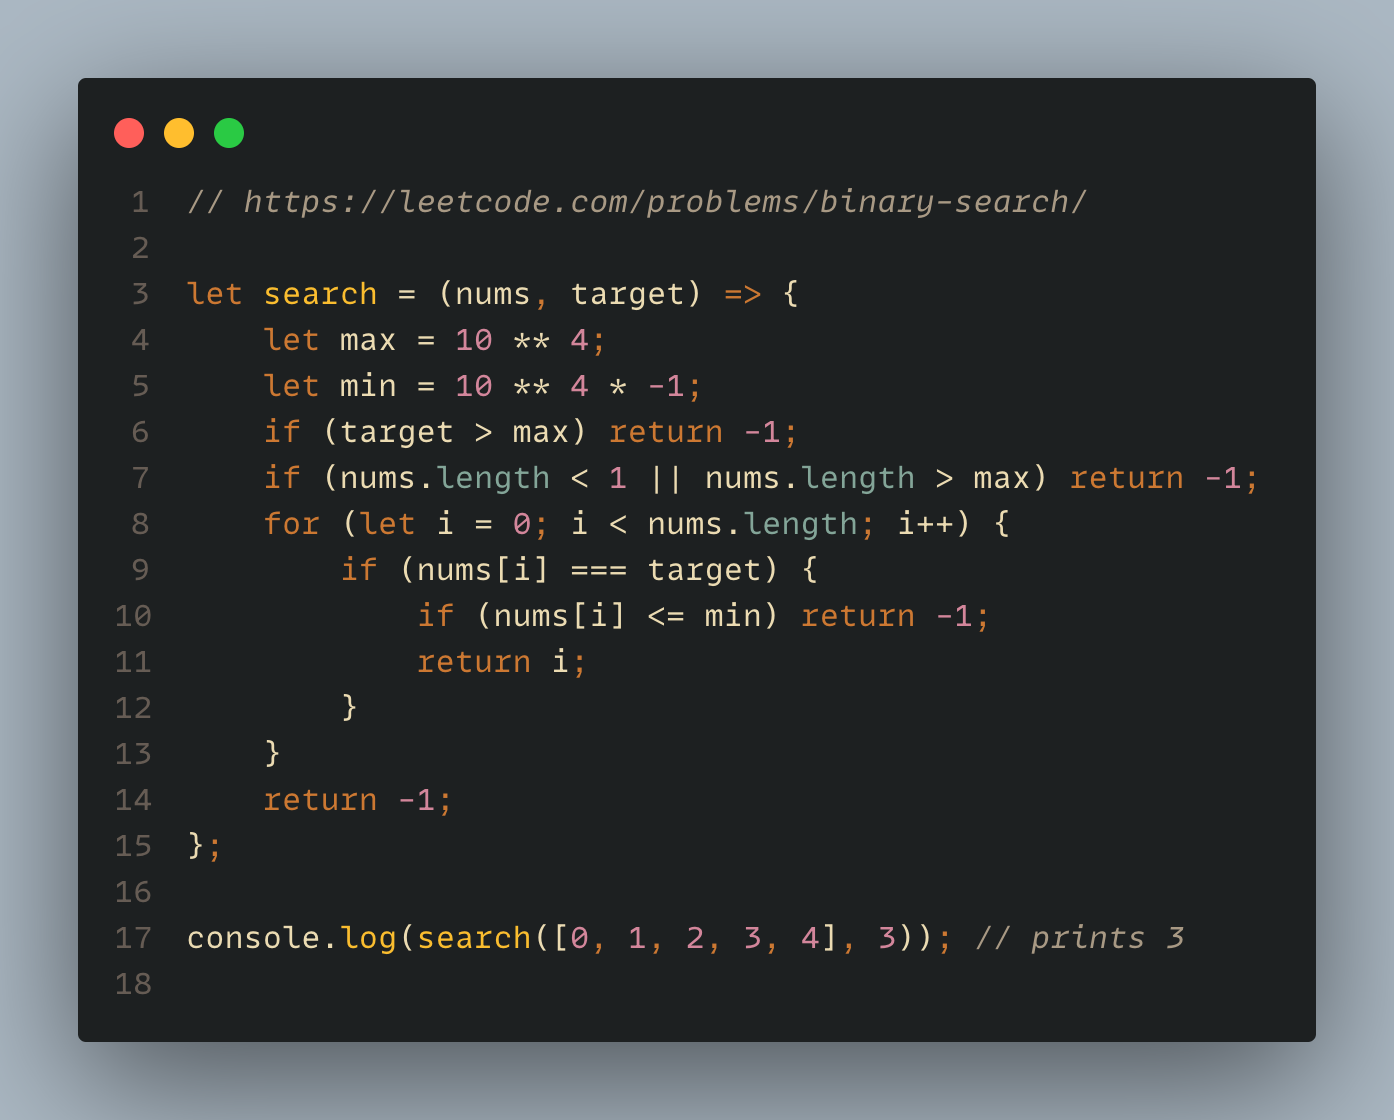 1 // https://leetcode.com/problems/binary-search/
2
3 let search = (nums, target) => {
4     let max = 10 ** 4;
5     let min = 10 ** 4 * -1;
6     if (target > max) return -1;
7     if (nums.length < 1 || nums.length > max) return -1;
8     for (let i = 0; i < nums.length; i++) {
9         if (nums[i] === target) {
10             if (nums[i] <= min) return -1;
11             return i;
12         }
13     }
14     return -1;
15 };
16
17 console.log(search([0, 1, 2, 3, 4], 3)); // prints 3
18